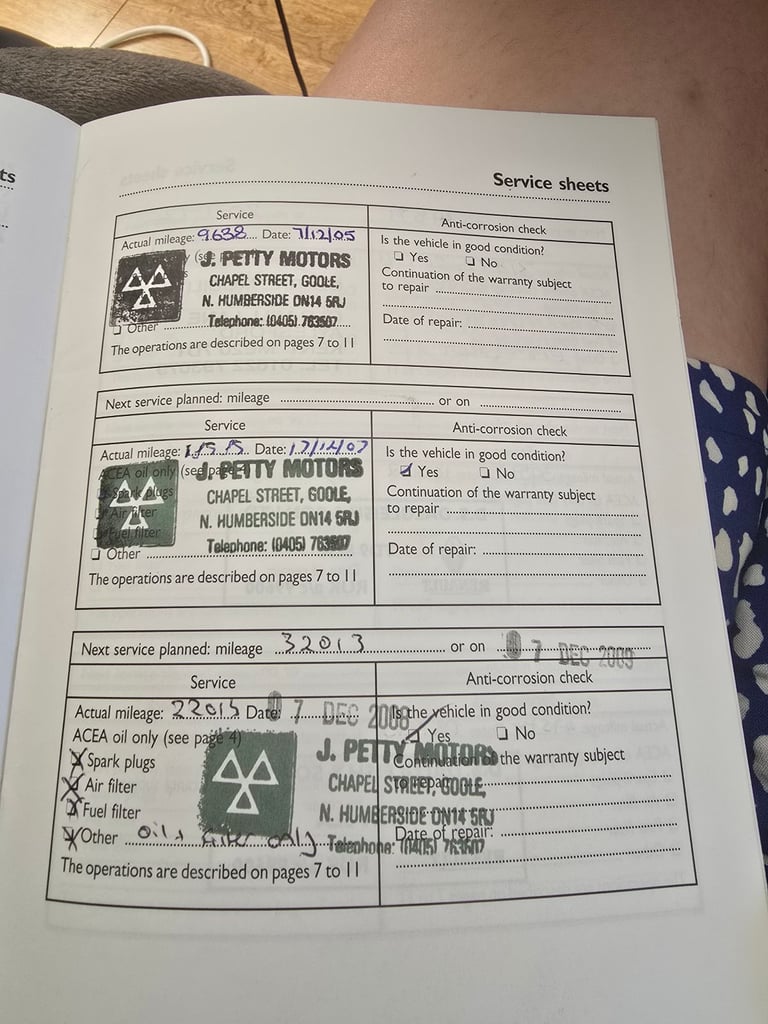 ts
Service sheets
Service
Anti-corrosion check
Actual mileage: 9638 Date: 7/12/05
Is the vehicle in good condition?
Yes No
J. PETTY MOTORS
CHAPEL STREET, GOOLE,
N. HUMBERSIDE DN14 5RJ
Telephone: (0405) 763507
Continuation of the warranty subject
to repair
Other
Date of repair:
The operations are described on pages 7 to 11
Next service planned: mileage or on
Service
Anti-corrosion check
Actual mileage: Date: 17/12/07
Is the vehicle in good condition?
ACEA oil only (see page 4)
Yes No
Spark plugs
Air filter
Fuel filter
Other
J. PETTY MOTORS
CHAPEL STREET, GOOLE,
N. HUMBERSIDE DN14 5RJ
Telephone: (0405) 763507
Continuation of the warranty subject
to repair
Date of repair:
The operations are described on pages 7 to 11
Next service planned: mileage 32013 or on 07 DEC 2009
Service
Anti-corrosion check
Actual mileage: 22013 Date: 07 DEC 2008
Is the vehicle in good condition?
ACEA oil only (see page 4)
Yes No
Spark plugs
Air filter
Fuel filter
Other oil & filter only
J. PETTY MOTORS
CHAPEL STREET, GOOLE,
N. HUMBERSIDE DN14 5RJ
Telephone: (0405) 763507
Continuation of the warranty subject
to repair
Date of repair:
The operations are described on pages 7 to 11